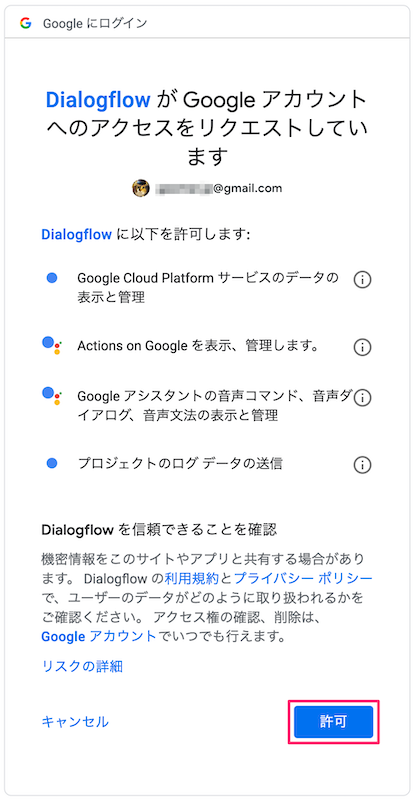 Google にログイン
Dialogflow が Google アカウント
へのアクセスをリクエストしてい
ます
@gmail.com
Dialogflow に以下を許可します:
Google Cloud Platform サービスのデータの
表示と管理
Actions on Google を表示、管理します。
Google アシスタントの音声コマンド、音声ダ
イアログ、音声文法の表示と管理
プロジェクトのログ データの送信
Dialogflow を信頼できることを確認
機密情報をこのサイトやアプリと共有する場合があり
ます。 Dialogflow の利用規約とプライバシー ポリシー
で、ユーザーのデータがどのように取り扱われるかを
ご確認ください。 アクセス権の確認、削除は、
Google アカウントでいつでも行えます。
リスクの詳細
キャンセル
許可